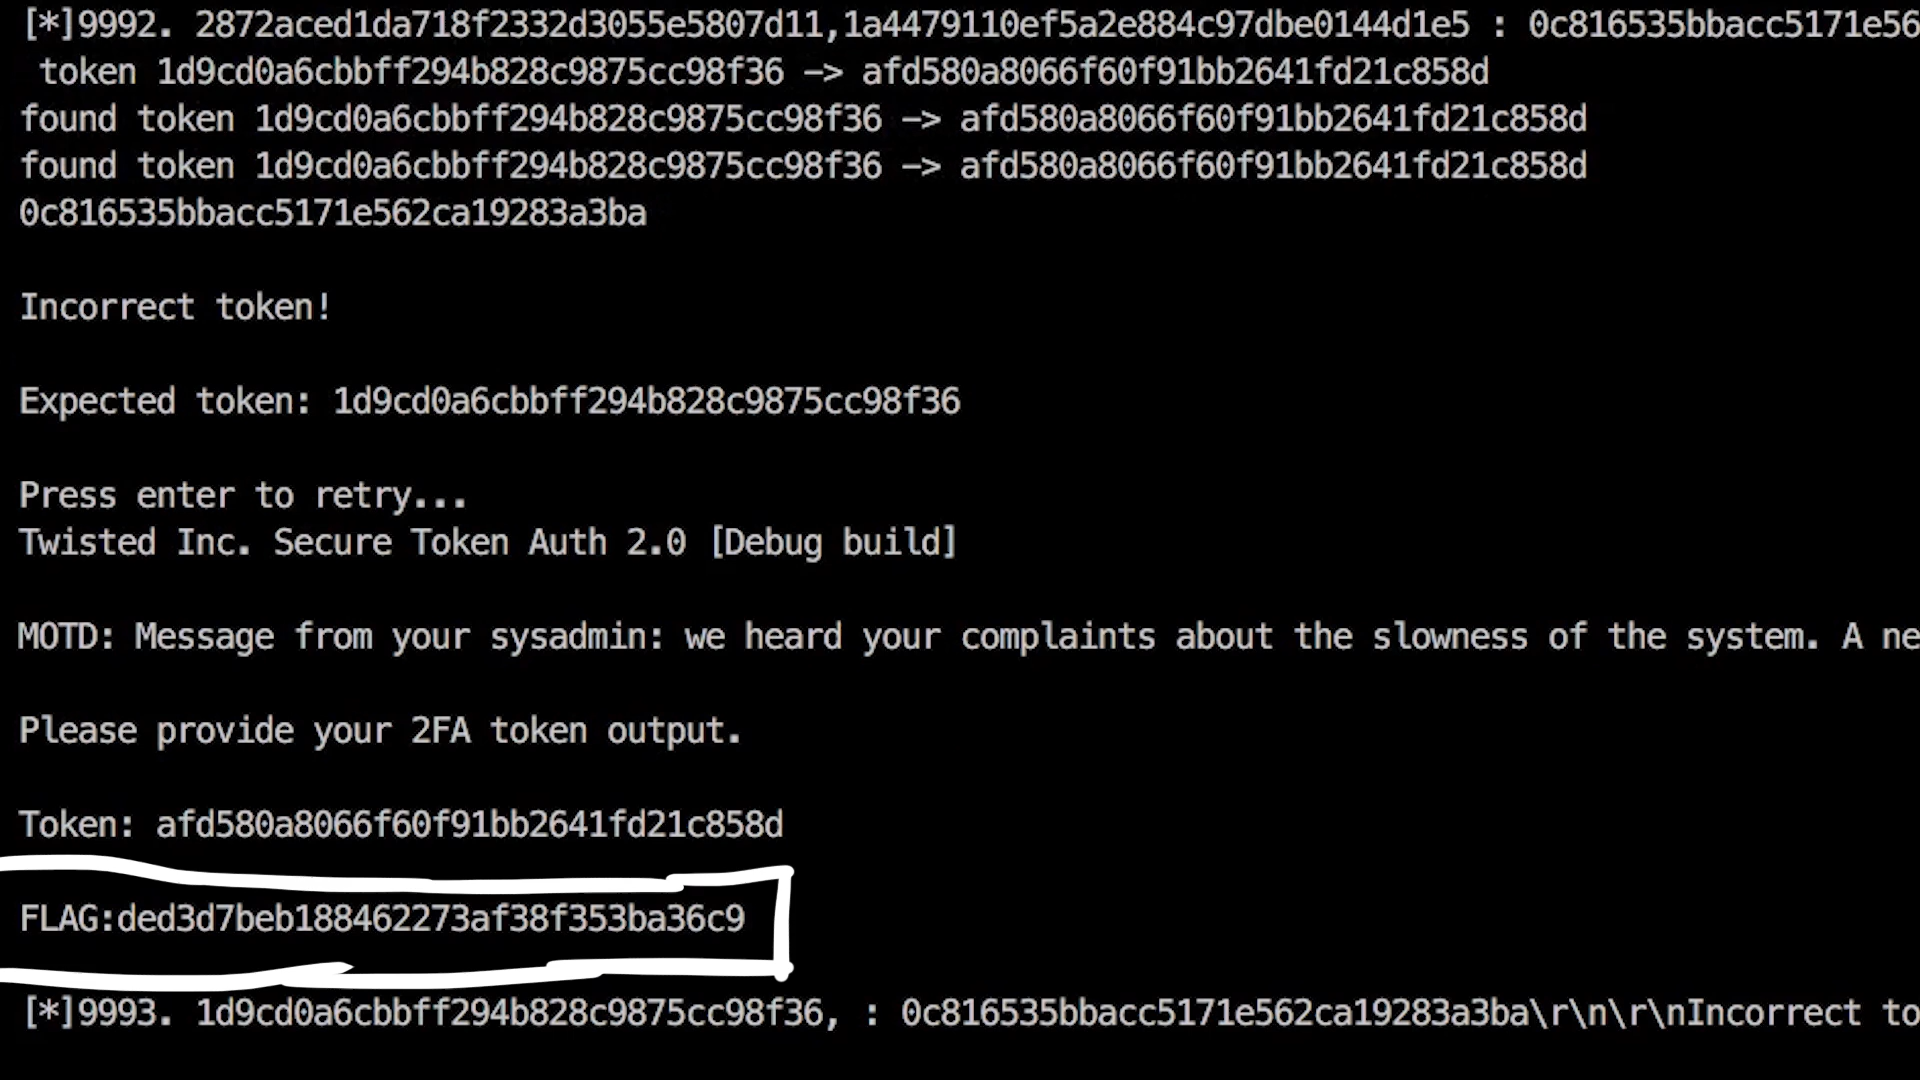 [*]9992. 2872aced1da718f2332d3055e5807d11,1a4479110ef5a2e884c97dbe0144d1e5 : 0c816535bbacc5171e56
token 1d9cd0a6cbbff294b828c9875cc98f36 -> afd580a8066f60f91bb2641fd21c858d
found token 1d9cd0a6cbbff294b828c9875cc98f36 -> afd580a8066f60f91bb2641fd21c858d
found token 1d9cd0a6cbbff294b828c9875cc98f36 -> afd580a8066f60f91bb2641fd21c858d
0c816535bbacc5171e562ca19283a3ba
Incorrect token!
Expected token: 1d9cd0a6cbbff294b828c9875cc98f36
Press enter to retry...
Twisted Inc. Secure Token Auth 2.0 [Debug build]
MOTD: Message from your sysadmin: we heard your complaints about the slowness of the system. A ne
Please provide your 2FA token output.
Token: afd580a8066f60f91bb2641fd21c858d
FLAG:ded3d7beb188462273af38f353ba36c9
[*]9993. 1d9cd0a6cbbff294b828c9875cc98f36, : 0c816535bbacc5171e562ca19283a3ba\r\n\r\nIncorrect to